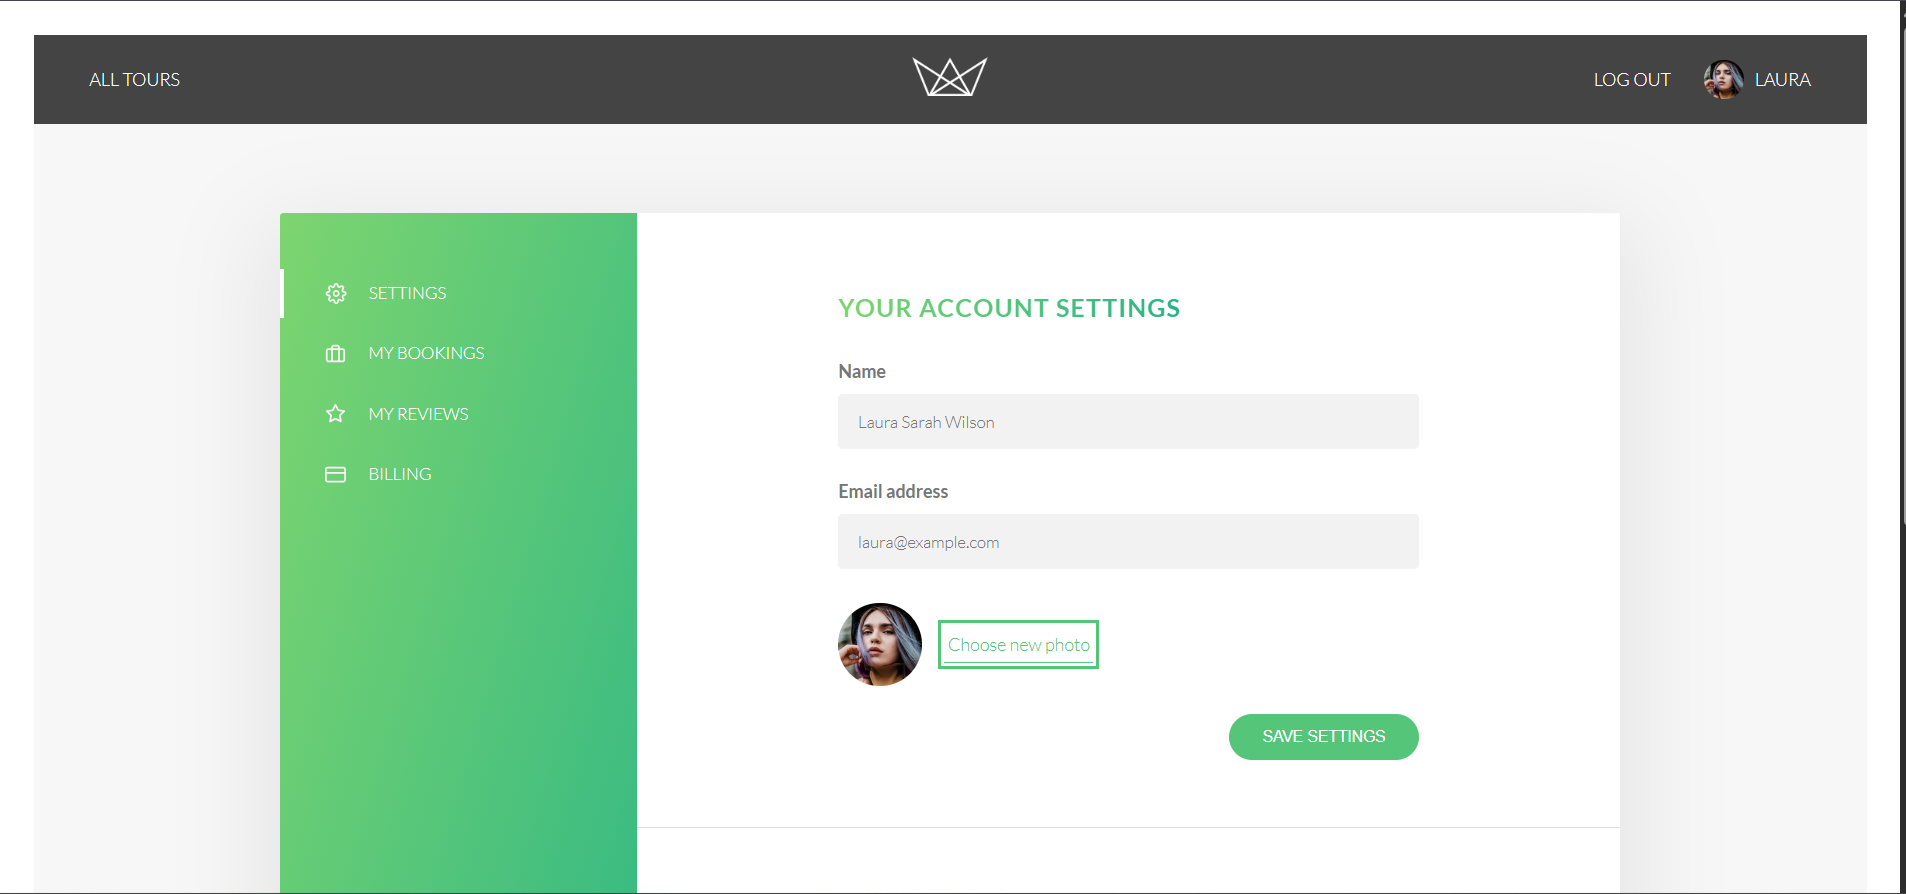 ALL TOURS
LOG OUT
LAURA
SETTINGS
MY BOOKINGS
MY REVIEWS
BILLING
YOUR ACCOUNT SETTINGS
Name
Laura Sarah Wilson
Email address
laura@example.com
Choose new photo
SAVE SETTINGS